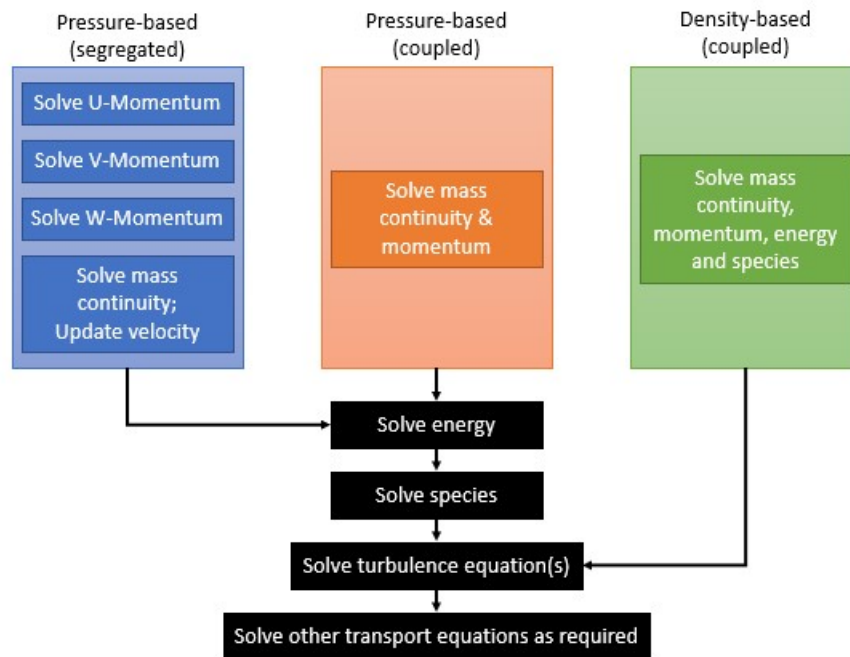 Pressure-based
(segregated)
Solve U-Momentum
Solve V-Momentum
Solve W-Momentum
Solve mass
continuity;
Update velocity
Pressure-based
(coupled)
Solve mass
continuity &
momentum
Density-based
(coupled)
Solve mass
continuity,
momentum, energy
and species
Solve energy
Solve species
Solve turbulence equation(s)
Solve other transport equations as required